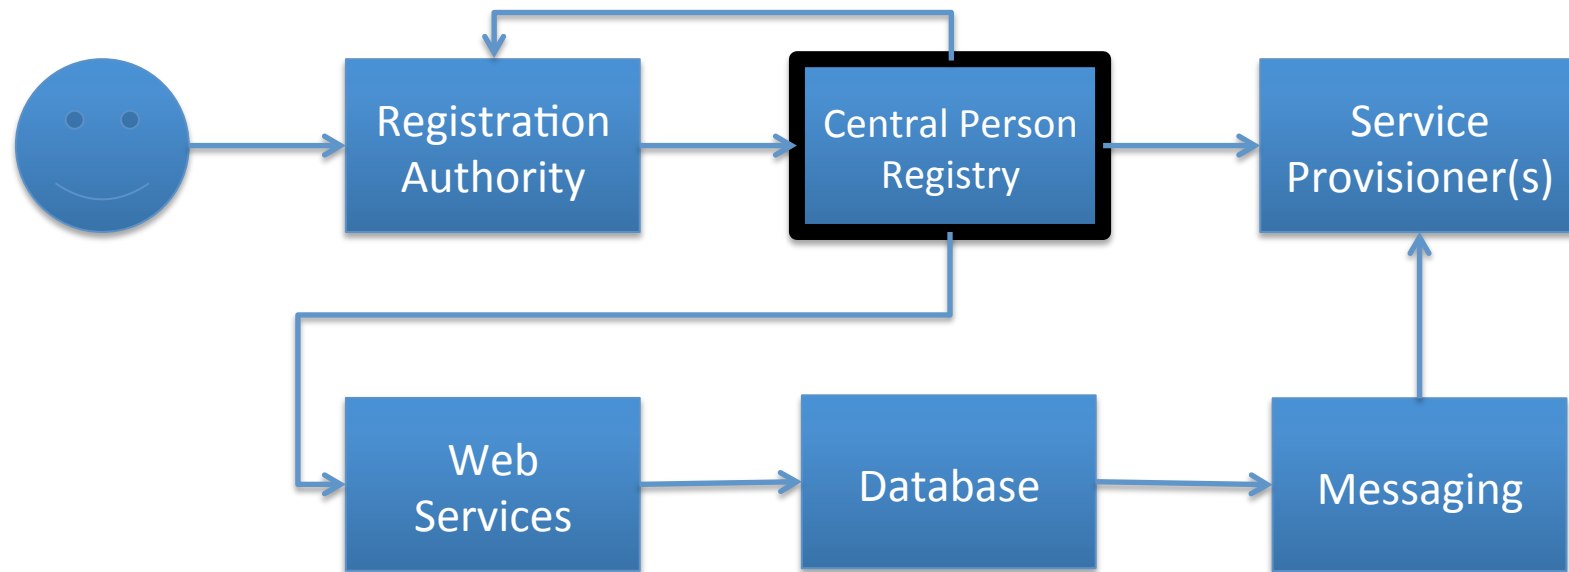 Registration
Authority
Central Person
Registry
Service
Provisioner(s)
Web
Services
Database
Messaging